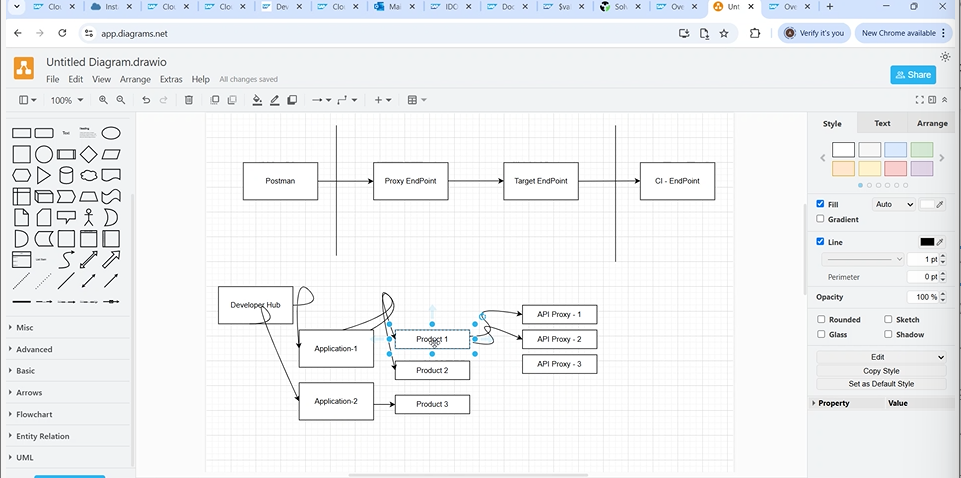 Clo
Inst
Clo
Clo
Dev
Clo
Mai
IDC
Doc
$va
Solv
Ove
Unt
Ove
app.diagrams.net
Verify it's you
New Chrome available
Untitled Diagram.drawio
File Edit View Arrange Extras Help All changes saved
Share
100%
Style Text Arrange
Text
Heading
Postman
Proxy EndPoint
Target EndPoint
CI - EndPoint
Fill Auto
Gradient
Line
1 pt
Perimeter 0 pt
Opacity 100 %
Rounded Sketch
Glass Shadow
Edit
Copy Style
Set as Default Style
Property Value
Developer Hub
Application-1
Application-2
Product 1
Product 2
Product 3
API Proxy - 1
API Proxy - 2
API Proxy - 3
Misc
Advanced
Basic
Arrows
Flowchart
Entity Relation
UML